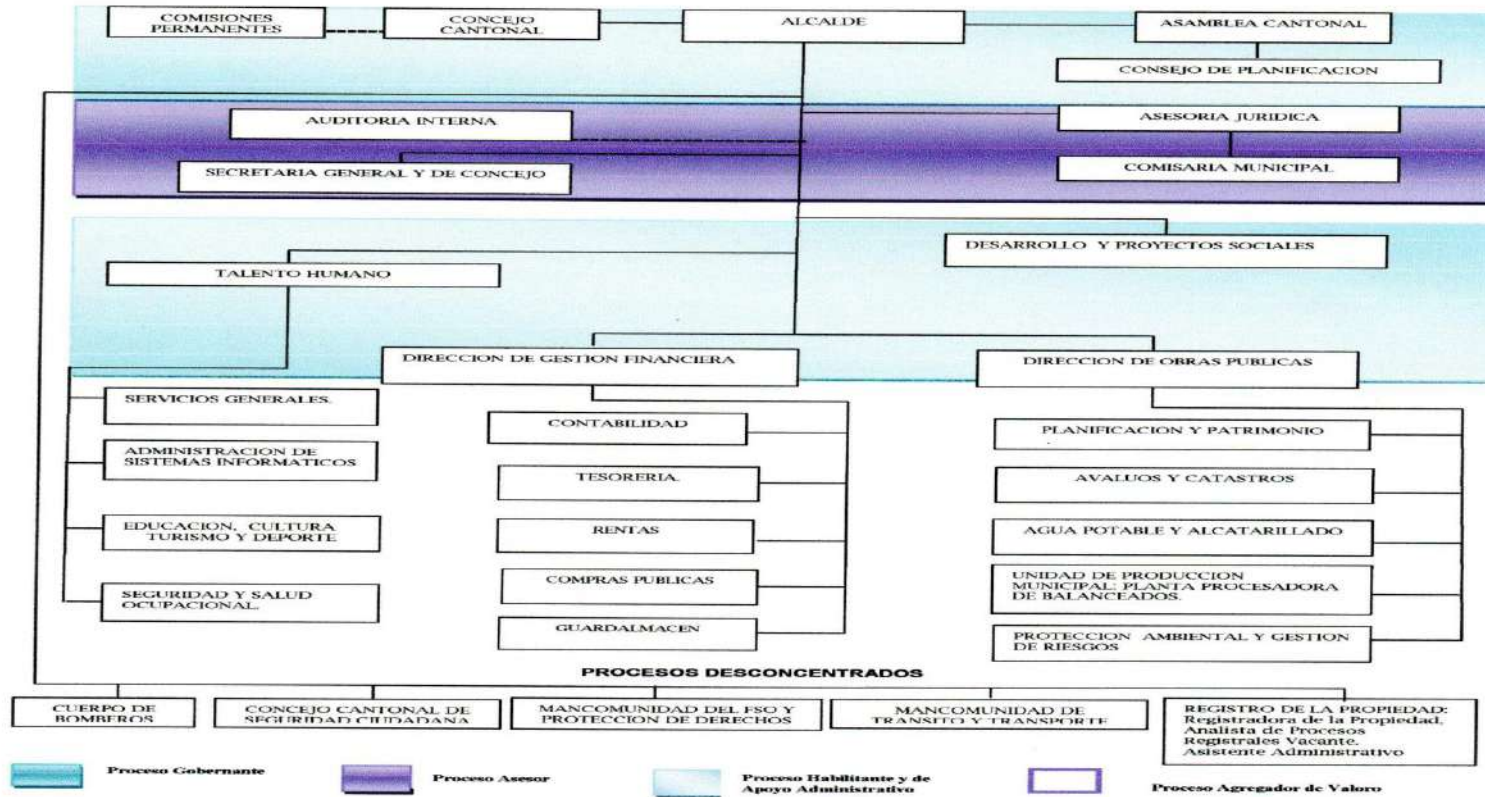 COMISIONES
PERMANENTES
CONCEJO
CANTONAL
ALCALDE
ASAMBLEA CANTONAL
CONSEJO DE PLANIFICACION
AUDITORIA INTERNA
ASESORIA JURIDICA
SECRETARIA GENERAL Y DE CONCEJO
COMISARIA MUNICIPAL
DESARROLLO Y PROYECTOS SOCIALES
TALENTO HUMANO
DIRECCION DE GESTION FINANCIERA
DIRECCION DE OBRAS PUBLICAS
SERVICIOS GENERALES.
ADMINISTRACION DE
SISTEMAS INFORMATICOS
EDUCACION, CULTURA
TURISMO Y DEPORTE
SEGURIDAD Y SALUD
OCUPACIONAL.
CONTABILIDAD
TESORERIA.
RENTAS
COMPRAS PUBLICAS
GUARDALMACEN
PLANIFICACION Y PATRIMONIO
AVALUOS Y CATASTROS
AGUA POTABLE Y ALCATARILLADO
UNIDAD DE PRODUCCION
MUNICIPAL: PLANTA PROCESADORA
DE BALANCEADOS.
PROTECCION AMBIENTAL Y GESTION
DE RIESGOS
PROCESOS DESCONCENTRADOS
CUERPO DE
BOMBEROS
CONCEJO CANTONAL DE
SEGURIDAD CIUDADANA
MANCOMUNIDAD DEL FSO Y
PROTECCION DE DERECHOS
MANCOMUNIDAD DE
TRANSITO Y TRANSPORTE
REGISTRO DE LA PROPIEDAD:
Registradora de la Propiedad,
Analista de Procesos
Registrales Vacante.
Asistente Administrativo
Proceso Gobernante
Proceso Asesor
Proceso Habilitante y de
Apoyo Administrativo
Proceso Agregador de Valoro